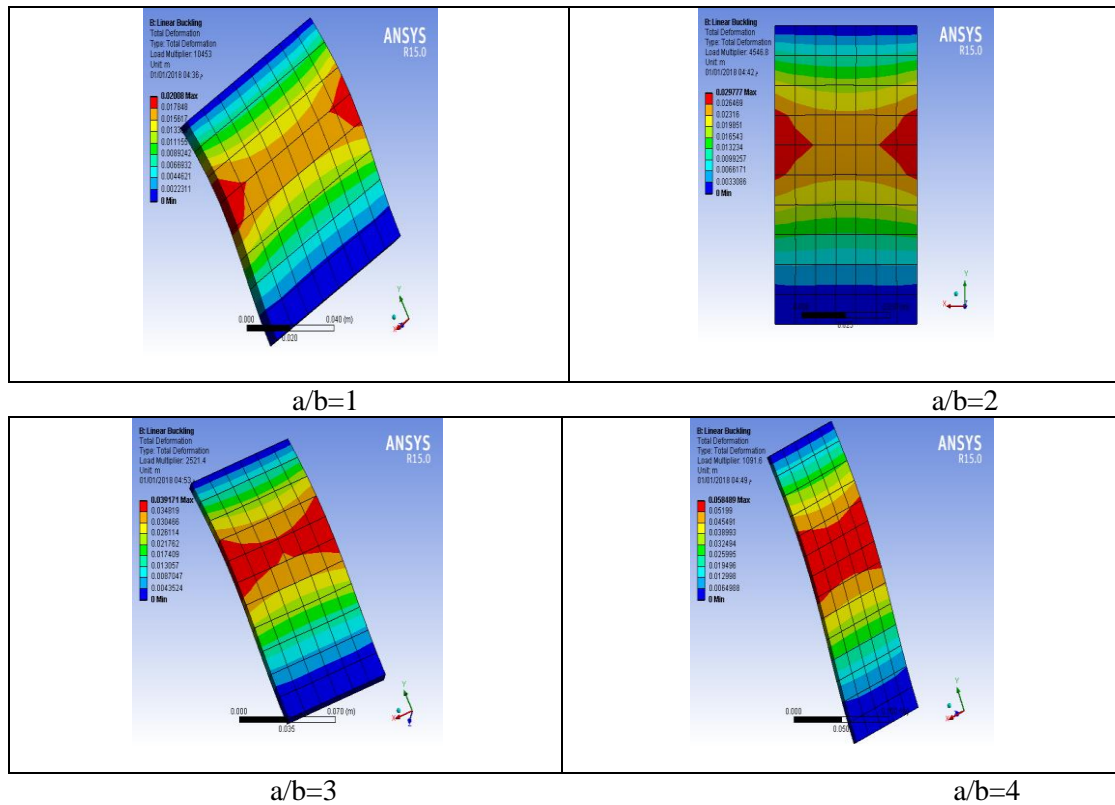 B: Linear Buckling
Total Deformation
Type: Total Deformation
Load Multiplier: 10453
Unit: m
01/01/2018 04:36 م
ANSYS
R15.0
0.02008 Max
0.017848
0.015617
0.01338
0.011155
0.0089242
0.0066932
0.0044621
0.0022311
0 Min
Y
X
0.000 0.040 (m)
0.020
B: Linear Buckling
Total Deformation
Type: Total Deformation
Load Multiplier: 4546.8
Unit: m
01/01/2018 04:42 م
ANSYS
R15.0
0.029777 Max
0.026469
0.02316
0.019851
0.016543
0.013234
0.0099257
0.0066171
0.0033086
0 Min
Y
X
0.025
a/b=1 a/b=2
B: Linear Buckling
Total Deformation
Type: Total Deformation
Load Multiplier: 2521.4
Unit: m
01/01/2018 04:53 م
ANSYS
R15.0
0.039171 Max
0.034819
0.030466
0.026114
0.021762
0.017409
0.013057
0.0087047
0.0043524
0 Min
Y
X
0.000 0.070 (m)
0.035
B: Linear Buckling
Total Deformation
Type: Total Deformation
Load Multiplier: 1091.6
Unit: m
01/01/2018 04:49 م
ANSYS
R15.0
0.058489 Max
0.05199
0.045491
0.038993
0.032494
0.025995
0.019496
0.012998
0.0064988
0 Min
Y
X
0.000
0.050
a/b=3 a/b=4